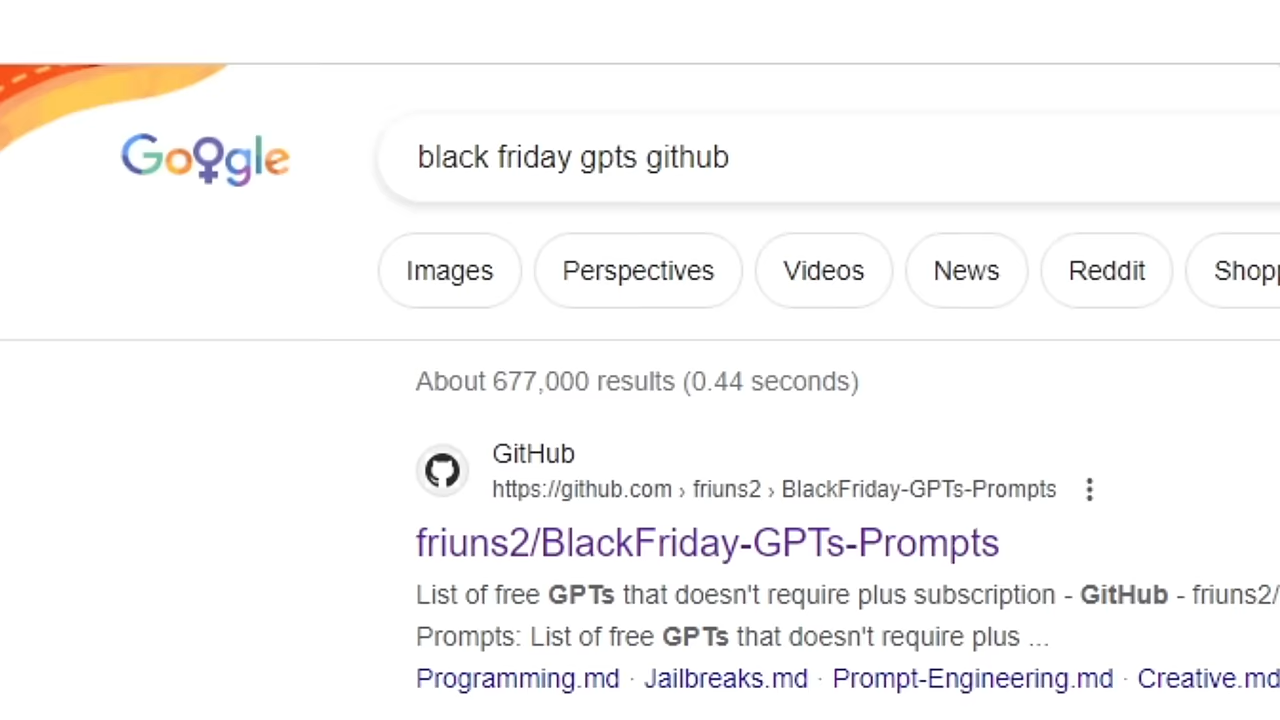 Google
black friday gpts github
Images
Perspectives
Videos
News
Reddit
Shopp
About 677,000 results (0.44 seconds)
GitHub
https://github.com › friuns2 › BlackFriday-GPTs-Prompts
friuns2/BlackFriday-GPTs-Prompts
List of free GPTs that doesn't require plus subscription - GitHub - friuns2/
Prompts: List of free GPTs that doesn't require plus ...
Programming.md · Jailbreaks.md · Prompt-Engineering.md · Creative.md